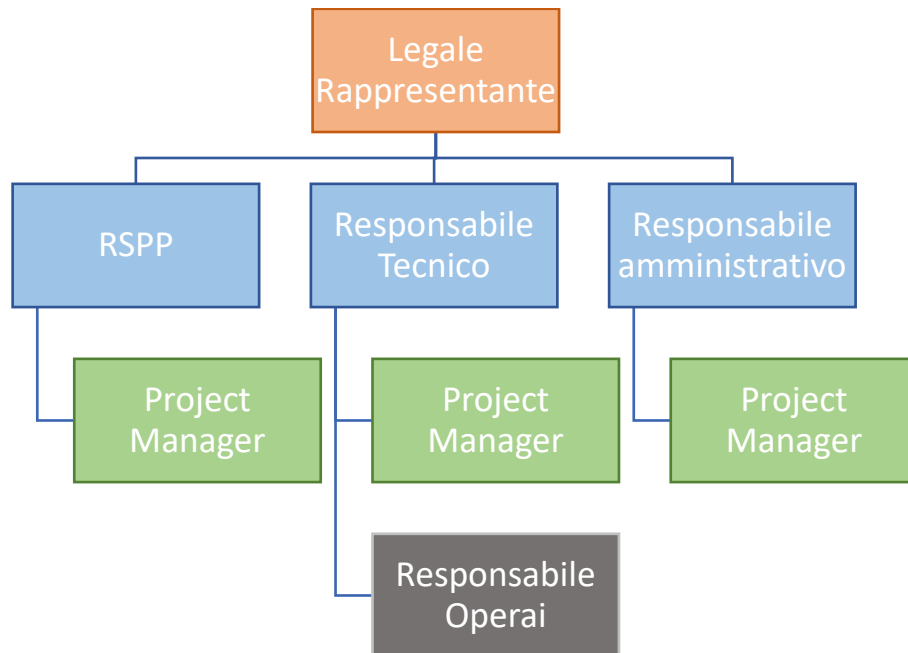 Legale
Rappresentante
RSPP
Responsabile
Tecnico
Responsabile
amministrativo
Project
Manager
Project
Manager
Project
Manager
Responsabile
Operai